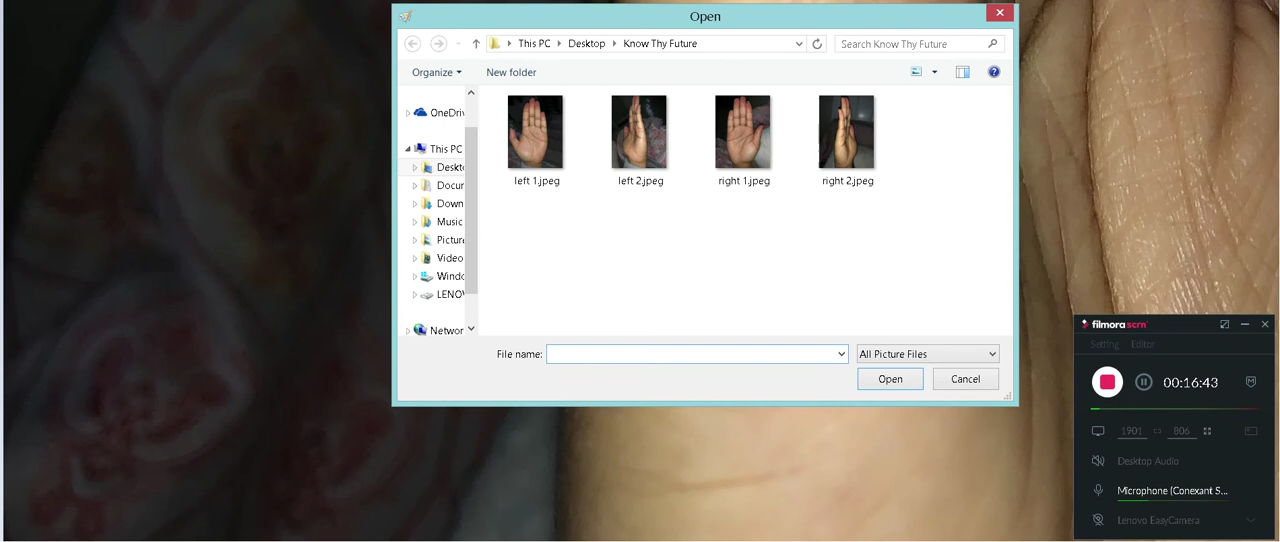 Open
This PC Desktop Know Thy Future
Search Know Thy Future
Organize New folder
OneDriv
This PC
Deskto
Docur
Down
Music
Picture
Video
Windo
LENOV
Networ
left 1.jpeg
left 2.jpeg
right 1.jpeg
right 2.jpeg
File name:
All Picture Files
Open Cancel
filmora scrn
Setting Editor
00:16:43
1901 806
Desktop Audio
Microphone (Conexant S...
Lenovo EasyCamera